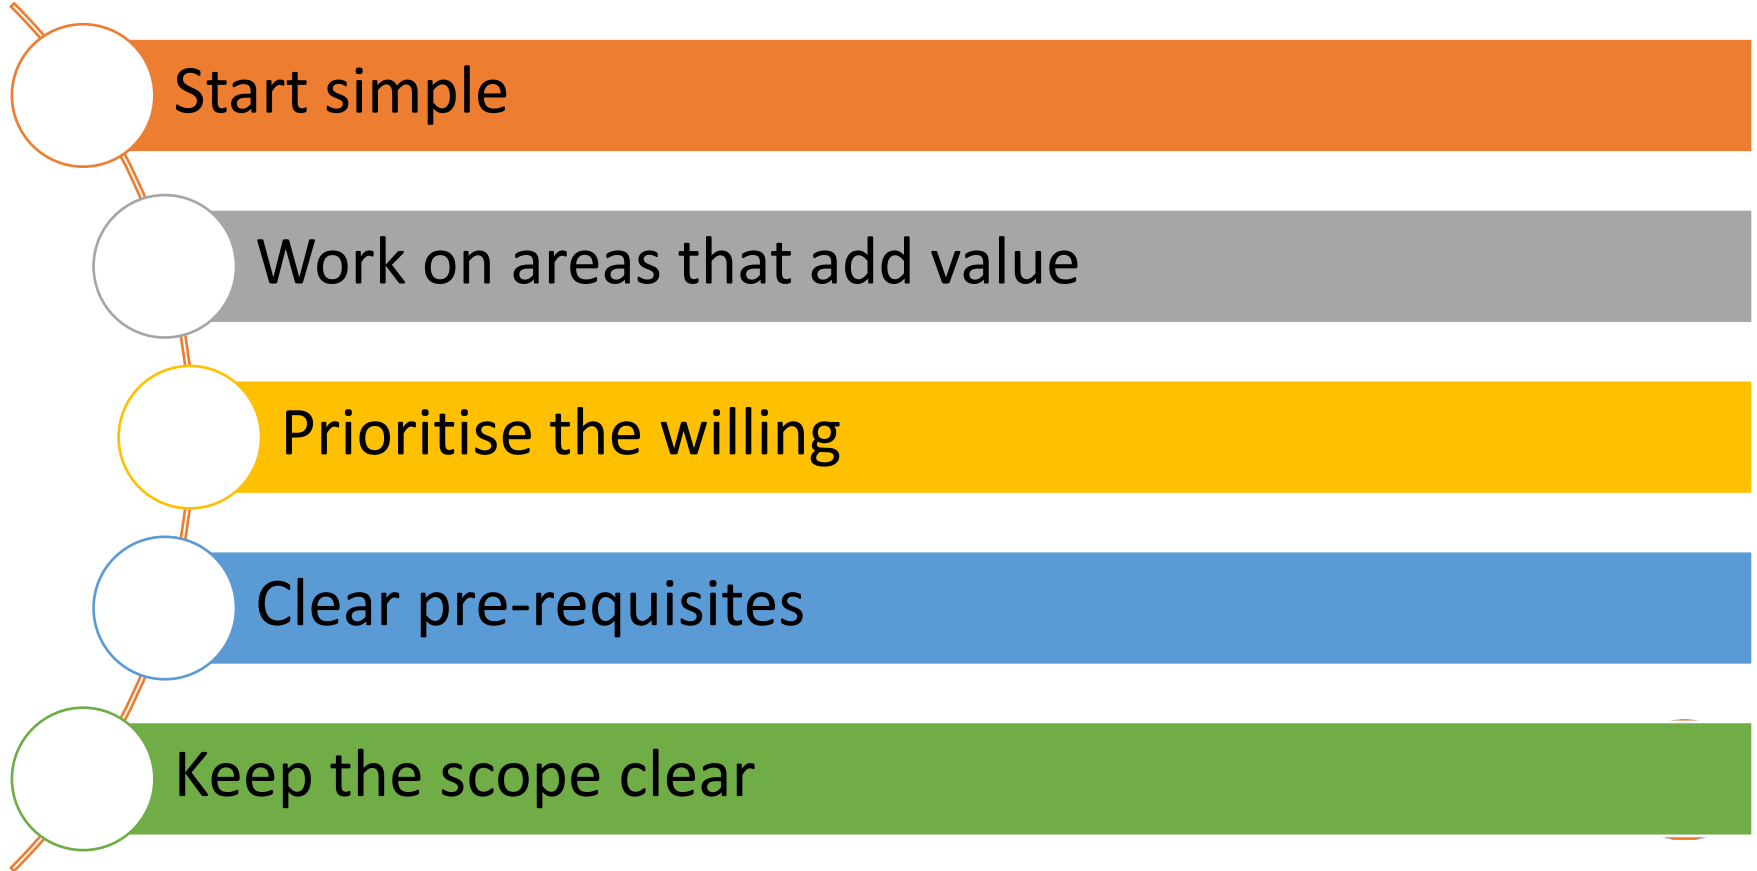 Start simple
Work on areas that add value
Prioritise the willing
Clear pre-requisites
Keep the scope clear